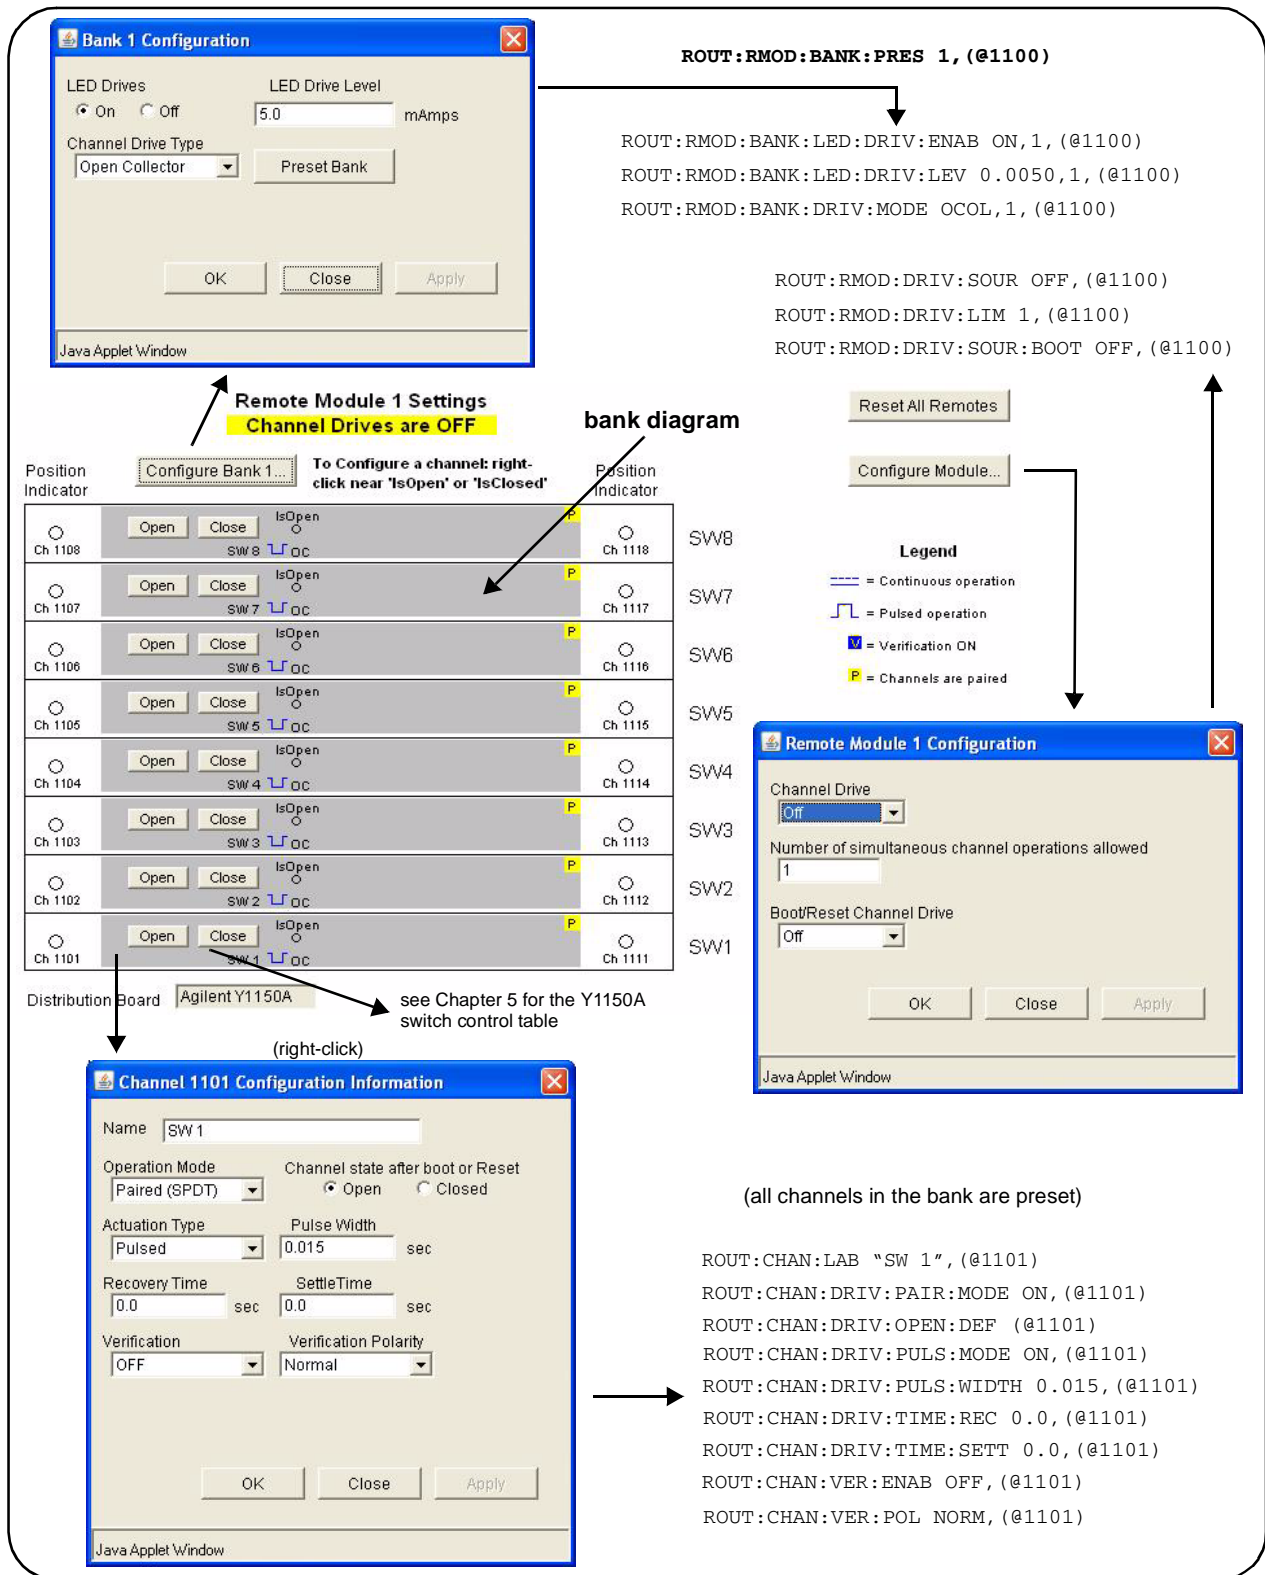 Bank 1 Configuration
LED Drives
LED Drive Level
On
Off
5.0
mAmps
Channel Drive Type
Open Collector
Preset Bank
OK
Close
Apply
Java Applet Window
ROUT:RMOD:BANK:PRES 1,(@1100)
ROUT:RMOD:BANK:LED:DRIV:ENAB ON,1,(@1100)
ROUT:RMOD:BANK:LED:DRIV:LEV 0.0050,1,(@1100)
ROUT:RMOD:BANK:DRIV:MODE OCOL,1,(@1100)
ROUT:RMOD:DRIV:SOUR OFF,(@1100)
ROUT:RMOD:DRIV:LIM 1,(@1100)
ROUT:RMOD:DRIV:SOUR:BOOT OFF,(@1100)
Remote Module 1 Settings
Channel Drives are OFF
bank diagram
Reset All Remotes
Configure Module...
Position
Indicator
Configure Bank 1...
To Configure a channel: right-
click near 'IsOpen' or 'IsClosed'
Position
Indicator
Ch 1108
Open
Close
IsOpen
SW 8
OC
P
Ch 1118
SW8
Ch 1107
Open
Close
IsOpen
SW 7
OC
P
Ch 1117
SW7
Ch 1106
Open
Close
IsOpen
SW 6
OC
P
Ch 1116
SW6
Ch 1105
Open
Close
IsOpen
SW 5
OC
P
Ch 1115
SW5
Ch 1104
Open
Close
IsOpen
SW 4
OC
P
Ch 1114
SW4
Ch 1103
Open
Close
IsOpen
SW 3
OC
P
Ch 1113
SW3
Ch 1102
Open
Close
IsOpen
SW 2
OC
P
Ch 1112
SW2
Ch 1101
Open
Close
IsOpen
SW 1
OC
P
Ch 1111
SW1
Legend
= Continuous operation
= Pulsed operation
V = Verification ON
P = Channels are paired
Distribution Board
Agilent Y1150A
see Chapter 5 for the Y1150A
switch control table
(right-click)
Remote Module 1 Configuration
Channel Drive
Off
Number of simultaneous channel operations allowed
1
Boot/Reset Channel Drive
Off
OK
Close
Apply
Java Applet Window
Channel 1101 Configuration Information
Name
SW 1
Operation Mode
Channel state after boot or Reset
Paired (SPDT)
Open
Closed
Actuation Type
Pulse Width
Pulsed
0.015
sec
Recovery Time
SettleTime
0.0
sec
0.0
sec
Verification
Verification Polarity
OFF
Normal
OK
Close
Apply
Java Applet Window
(all channels in the bank are preset)
ROUT:CHAN:LAB “SW 1”,(@1101)
ROUT:CHAN:DRIV:PAIR:MODE ON,(@1101)
ROUT:CHAN:DRIV:OPEN:DEF (@1101)
ROUT:CHAN:DRIV:PULS:MODE ON,(@1101)
ROUT:CHAN:DRIV:PULS:WIDTH 0.015,(@1101)
ROUT:CHAN:DRIV:TIME:REC 0.0,(@1101)
ROUT:CHAN:DRIV:TIME:SETT 0.0,(@1101)
ROUT:CHAN:VER:ENAB OFF,(@1101)
ROUT:CHAN:VER:POL NORM,(@1101)